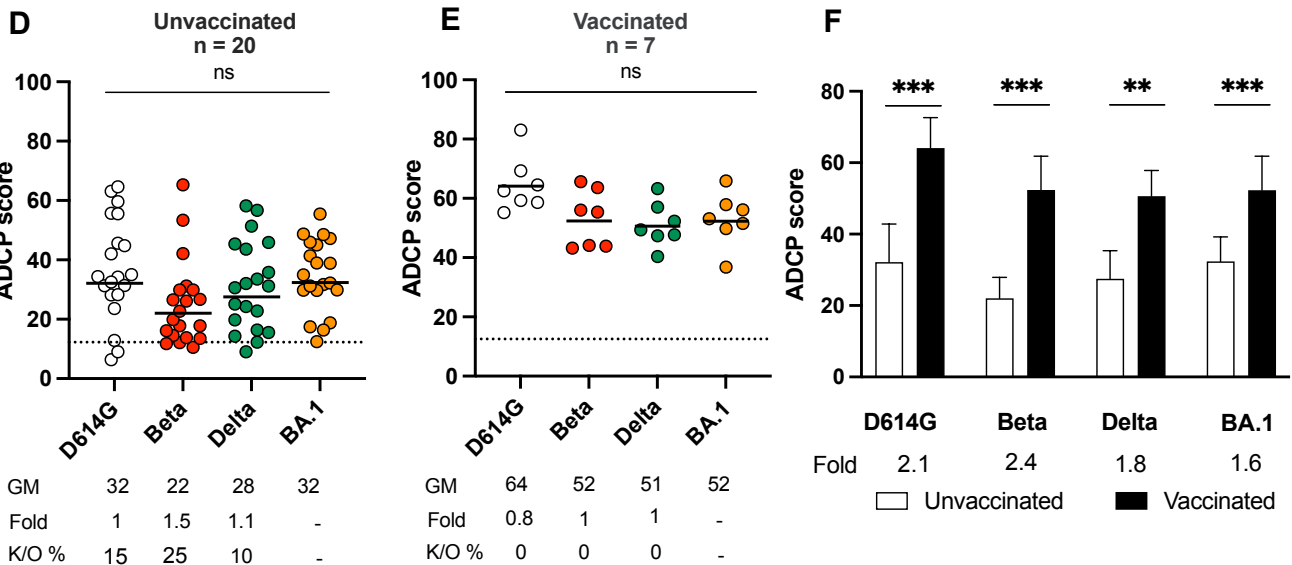 D
Unvaccinated
n = 20
ns
ADCP score
100
80
60
40
20
0
D614G
Beta
Delta
BA.1
GM 32 22 28 32
Fold 1 1.5 1.1 -
K/O % 15 25 10 -
E
Vaccinated
n = 7
ns
ADCP score
100
80
60
40
20
0
D614G
Beta
Delta
BA.1
GM 64 52 51 52
Fold 0.8 1 1 -
K/O % 0 0 0 -
F
*** *** ** ***
ADCP score
80
60
40
20
0
D614G Beta Delta BA.1
Fold 2.1 2.4 1.8 1.6
Unvaccinated Vaccinated